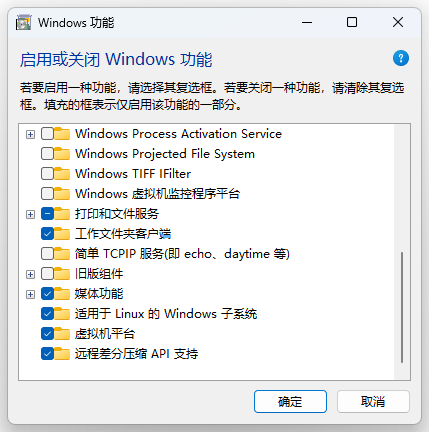 Windows 功能
启用或关闭 Windows 功能
若要启用一种功能，请选择其复选框。若要关闭一种功能，请清除其复选
框。填充的框表示仅启用该功能的一部分。
Windows Process Activation Service
Windows Projected File System
Windows TIFF IFilter
Windows 虚拟机监控程序平台
打印和文件服务
工作文件夹客户端
简单 TCPIP 服务(即 echo、daytime 等)
旧版组件
媒体功能
适用于 Linux 的 Windows 子系统
虚拟机平台
远程差分压缩 API 支持
确定
取消